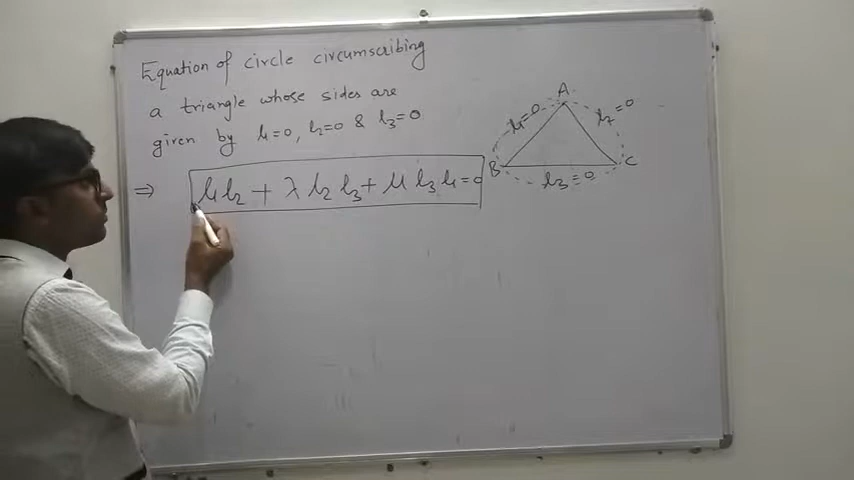 Equation of circle circumscribing
a triangle whose sides are
given by L₁=0, L₂=0 & L₃=0
⇒ L₁L₂ + λ L₂L₃ + μ L₃L₁=0
A
L₁=0
L₂=0
B
C
L₃=0